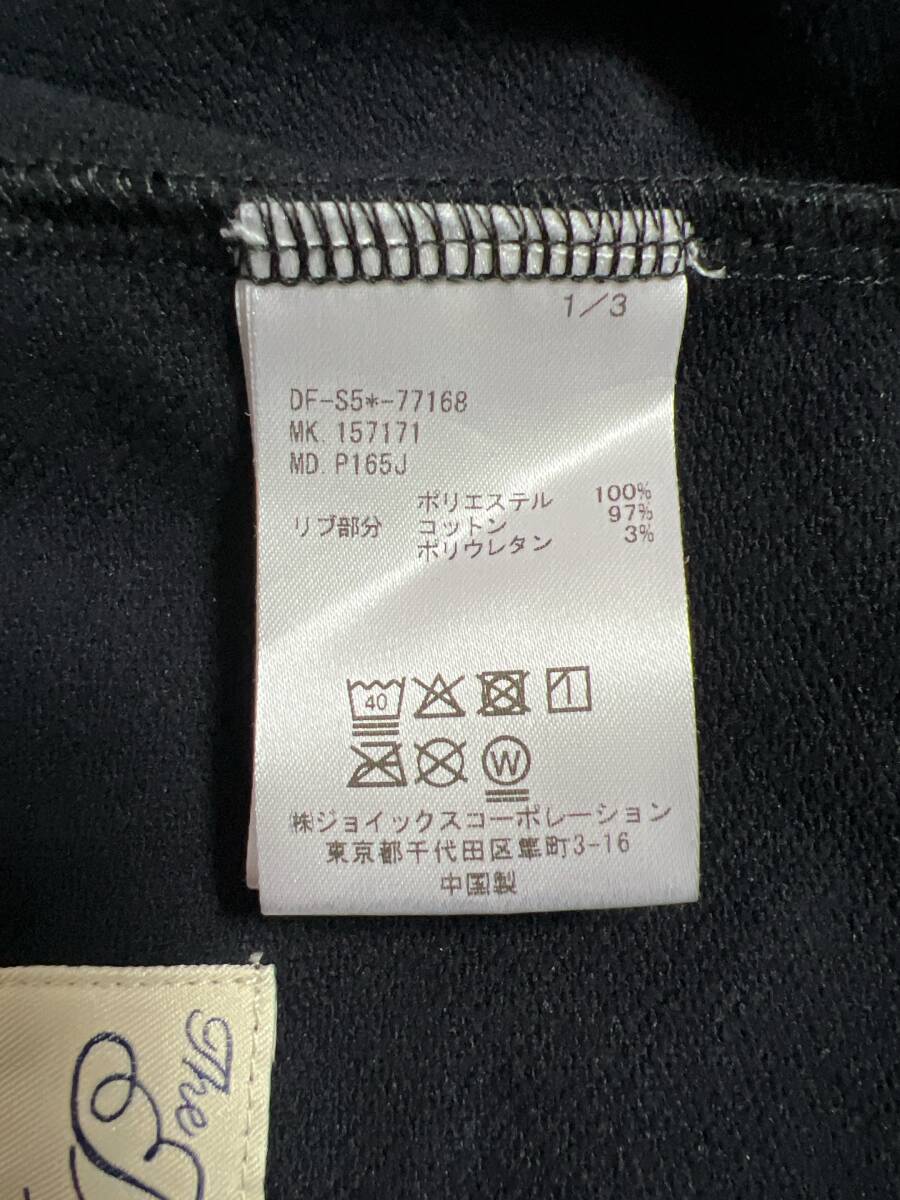 1/3
DF-S5*-77168
MK. 157171
MD. P165J
ポリエステル 100%
リブ部分 コットン 97%
ポリウレタン 3%
40
W
㈱ジョイックスコーポレーション
東京都千代田区隼町3-16
中国製
The